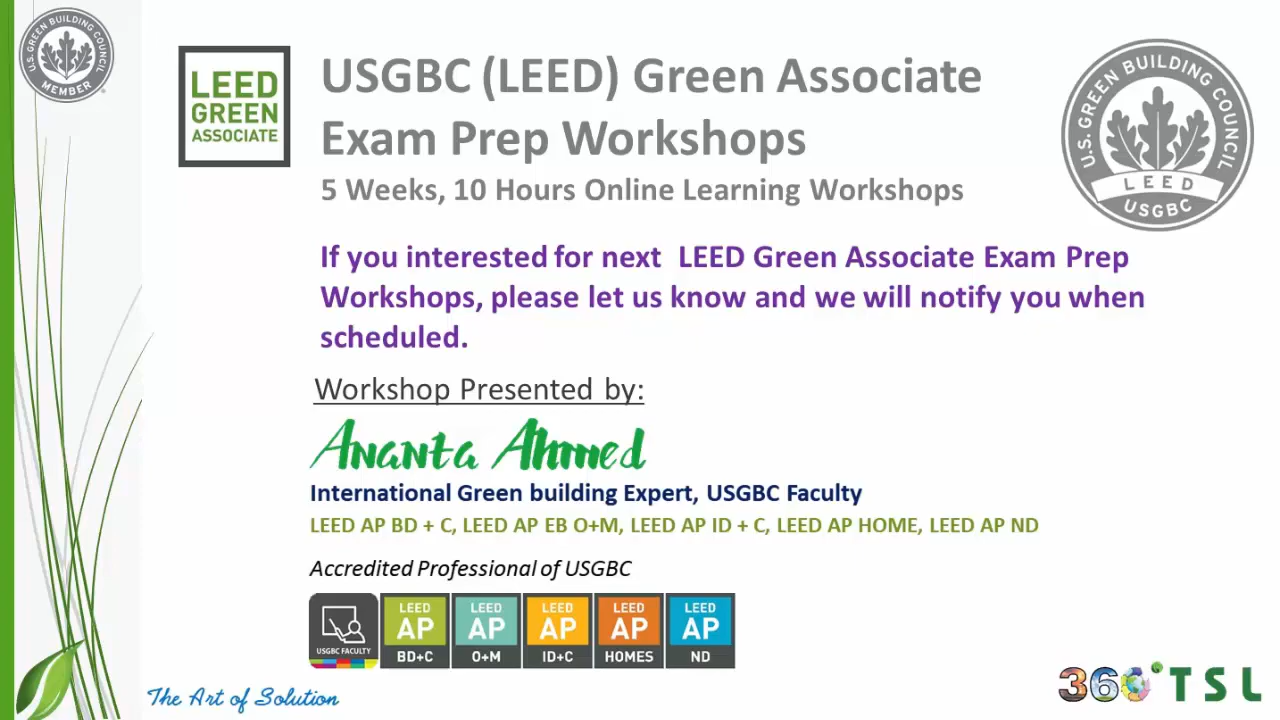 U.S. GREEN BUILDING COUNCIL
MEMBER
LEED
GREEN
ASSOCIATE
USGBC (LEED) Green Associate
Exam Prep Workshops
5 Weeks, 10 Hours Online Learning Workshops
U.S. GREEN BUILDING COUNCIL
LEED
USGBC
If you interested for next LEED Green Associate Exam Prep
Workshops, please let us know and we will notify you when
scheduled.
Workshop Presented by:
Ananta Ahmed
International Green building Expert, USGBC Faculty
LEED AP BD + C, LEED AP EB O+M, LEED AP ID + C, LEED AP HOME, LEED AP ND
Accredited Professional of USGBC
USGBC FACULTY
LEED AP BD+C
LEED AP O+M
LEED AP ID+C
LEED AP HOMES
LEED AP ND
The Art of Solution
360 TSL